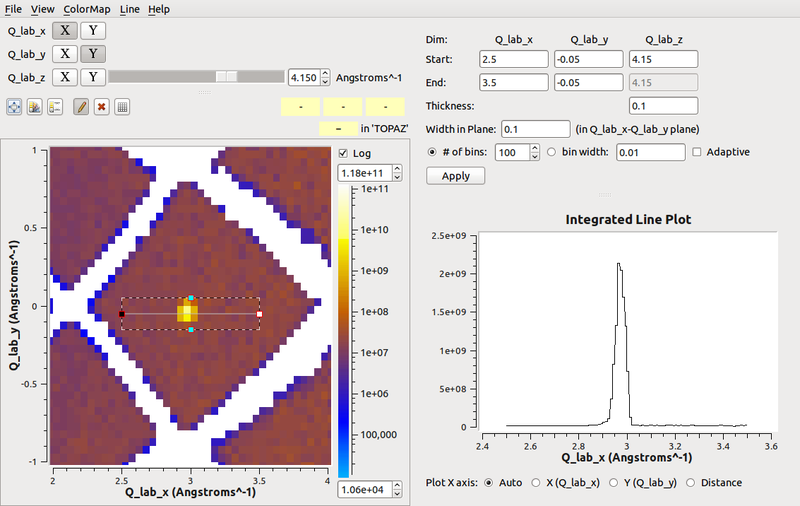 File View ColorMap Line Help
Q_lab_x X Y
Q_lab_y X Y
Q_lab_z X Y 4.150 Angstroms^-1
- - -
- in 'TOPAZ'
Log
1.18e+11
1e+11
1e+10
1e+09
1e+08
1e+07
1e+06
100,000
1.06e+04
Q_lab_y (Angstroms^-1)
1
0.5
0
-0.5
-1
2 2.5 3 3.5 4
Q_lab_x (Angstroms^-1)
Dim: Q_lab_x Q_lab_y Q_lab_z
Start: 2.5 -0.05 4.15
End: 3.5 -0.05 4.15
Thickness: 0.1
Width in Plane: 0.1 (in Q_lab_x-Q_lab_y plane)
# of bins: 100 bin width: 0.01 Adaptive
Apply
Integrated Line Plot
2.5e+09
2e+09
1.5e+09
1e+09
5e+08
0
2.4 2.6 2.8 3 3.2 3.4 3.6
Q_lab_x (Angstroms^-1)
Plot X axis: Auto X (Q_lab_x) Y (Q_lab_y) Distance